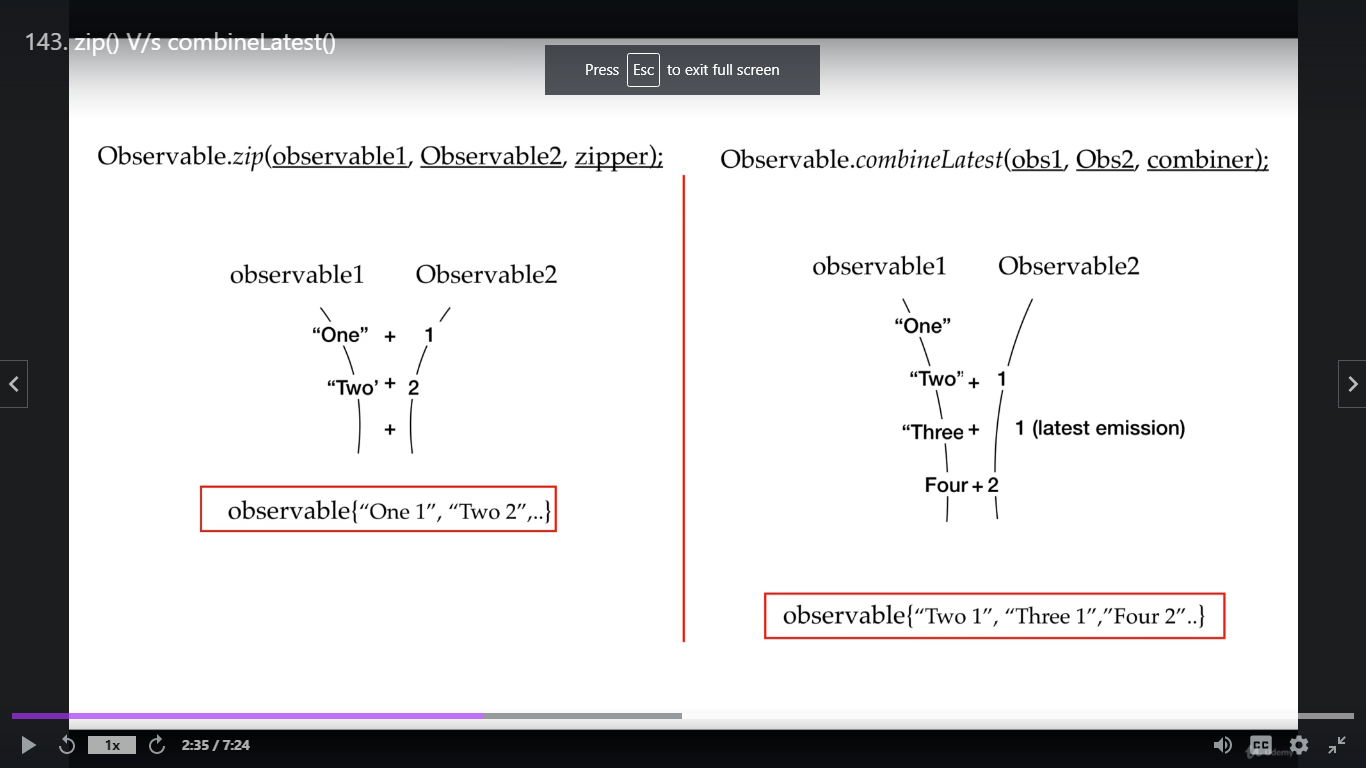 143. zip() V/s combineLatest()
Press Esc to exit full screen
Observable.zip(observable1, Observable2, zipper);
observable1 Observable2
“One” + 1
“Two’ + 2
+
observable{“One 1”, “Two 2”,..}
Observable.combineLatest(obs1, Obs2, combiner);
observable1 Observable2
“One”
“Two” + 1
“Three + 1 (latest emission)
Four + 2
observable{“Two 1”, “Three 1”,”Four 2”..}
1x 2:35 / 7:24 CC